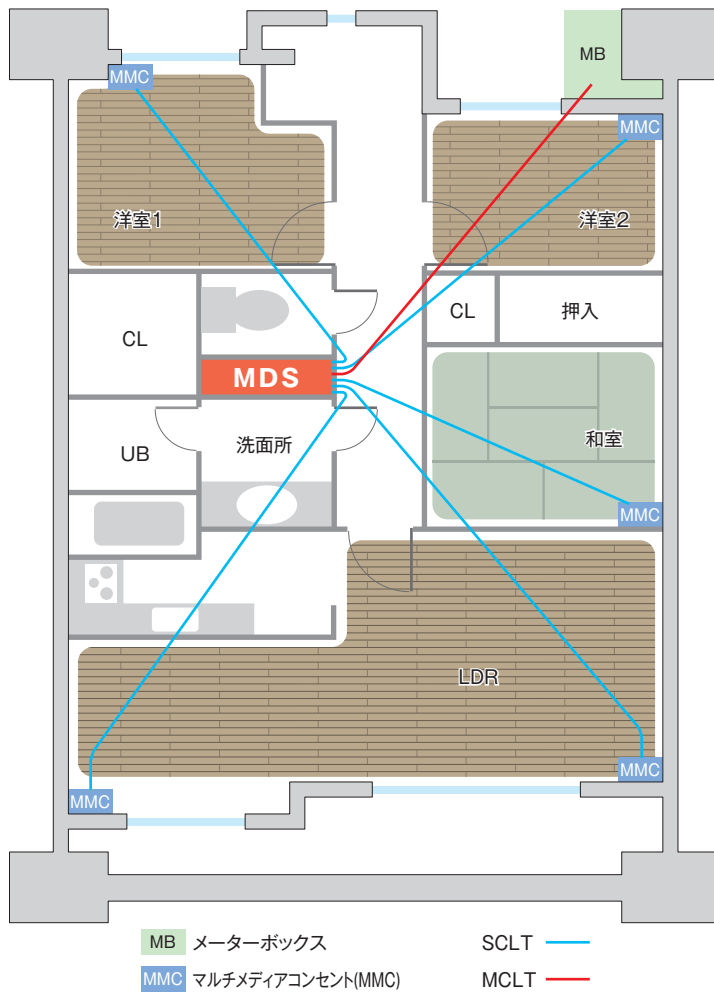 MB
MMC
MMC
洋室1
洋室2
CL
CL
押入
MDS
UB
洗面所
和室
MMC
LDR
MMC
MMC
MB メーターボックス
SCLT
MMC マルチメディアコンセント(MMC)
MCLT